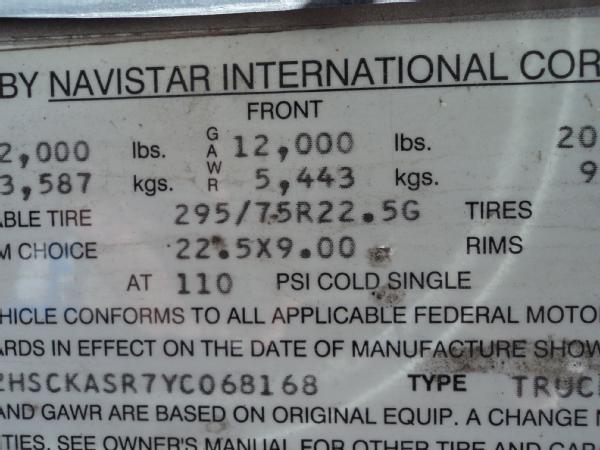 BY NAVISTAR INTERNATIONAL COR
FRONT
2,000 lbs. GAWR 12,000 lbs. 20
3,587 kgs. 5,443 kgs. 9
ABLE TIRE 295/75R22.5G TIRES
M CHOICE 22.5X9.00 RIMS
AT 110 PSI COLD SINGLE
HICLE CONFORMS TO ALL APPLICABLE FEDERAL MOTO
ARDS IN EFFECT ON THE DATE OF MANUFACTURE SHOW
2HSCKASR7YC068168 TYPE TRUC
AND GAWR ARE BASED ON ORIGINAL EQUIP. A CHANGE
TIES. SEE OWNER'S MANUAL FOR OTHER TIRE AND